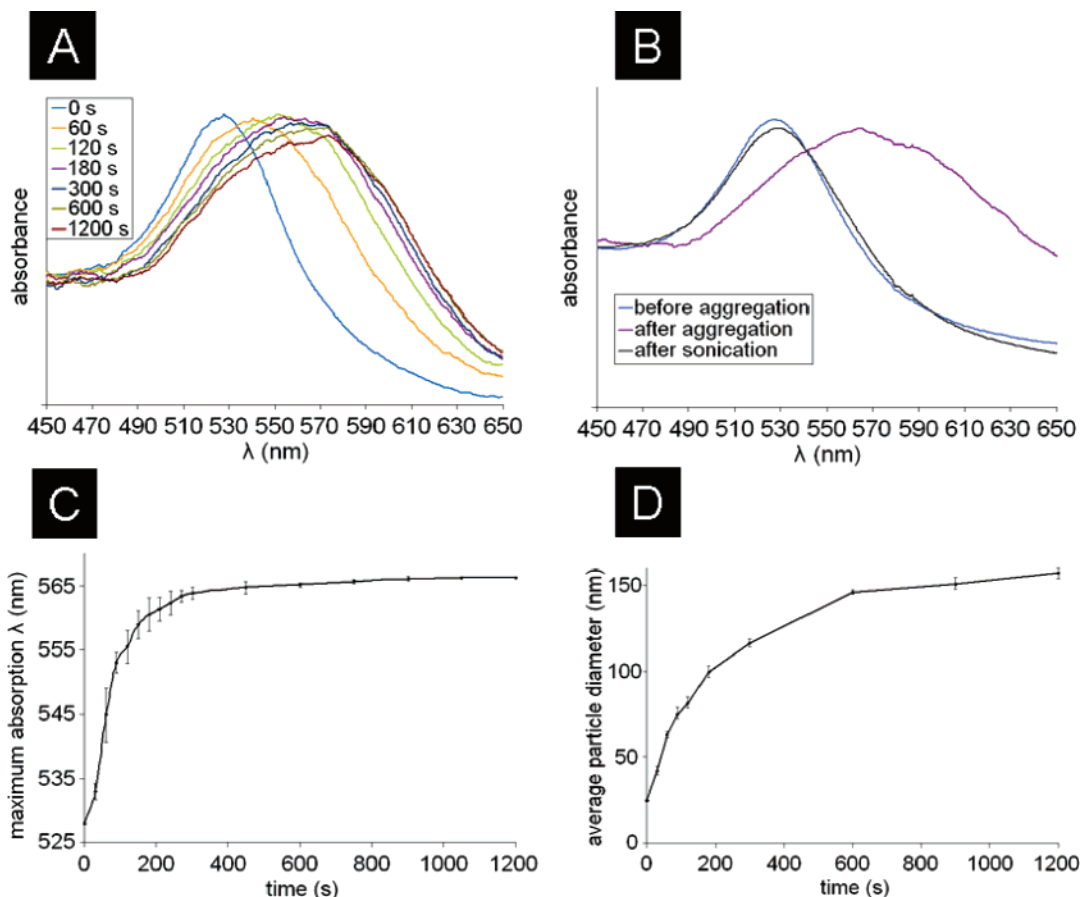 A
0 s
60 s
120 s
180 s
300 s
600 s
1200 s
absorbance
450 470 490 510 530 550 570 590 610 630 650
λ (nm)
B
before aggregation
after aggregation
after sonication
absorbance
450 470 490 510 530 550 570 590 610 630 650
λ (nm)
C
maximum absorption λ (nm)
565
555
545
535
525
0 200 400 600 800 1000 1200
time (s)
D
average particle diameter (nm)
150
100
50
0
0 200 400 600 800 1000 1200
time (s)